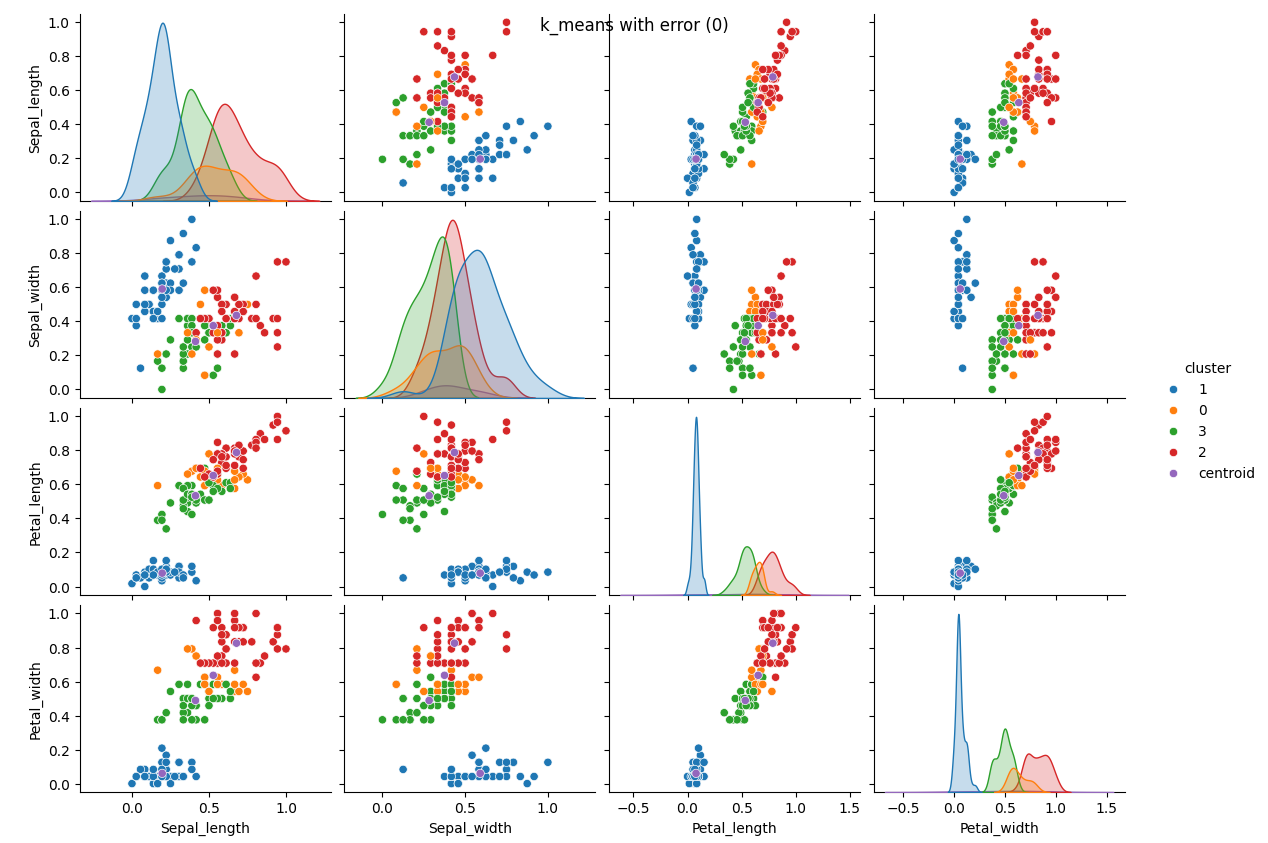 k_means with error (0)
1.0
0.8
0.6
0.4
0.2
0.0
Sepal_length
1.0
0.8
0.6
0.4
0.2
0.0
Sepal_width
1.0
0.8
0.6
0.4
0.2
0.0
Petal_length
1.0
0.8
0.6
0.4
0.2
0.0
Petal_width
0.0 0.5 1.0
Sepal_length
0.0 0.5 1.0
Sepal_width
−0.5 0.0 0.5 1.0 1.5
Petal_length
−0.5 0.0 0.5 1.0 1.5
Petal_width
cluster
1
0
3
2
centroid